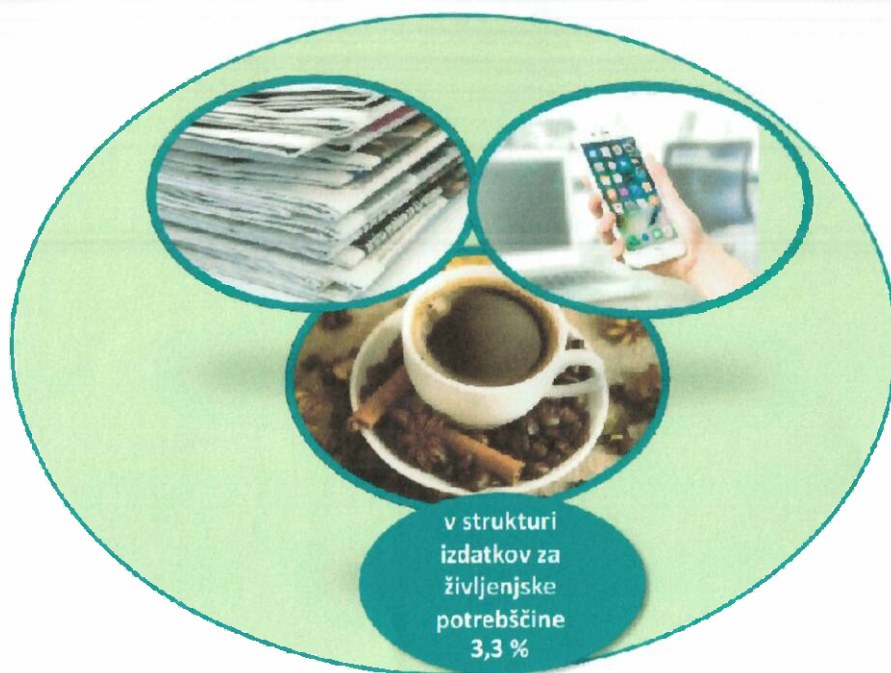 v strukturi
izdatkov za
življenjske
potrebščine
3,3 %